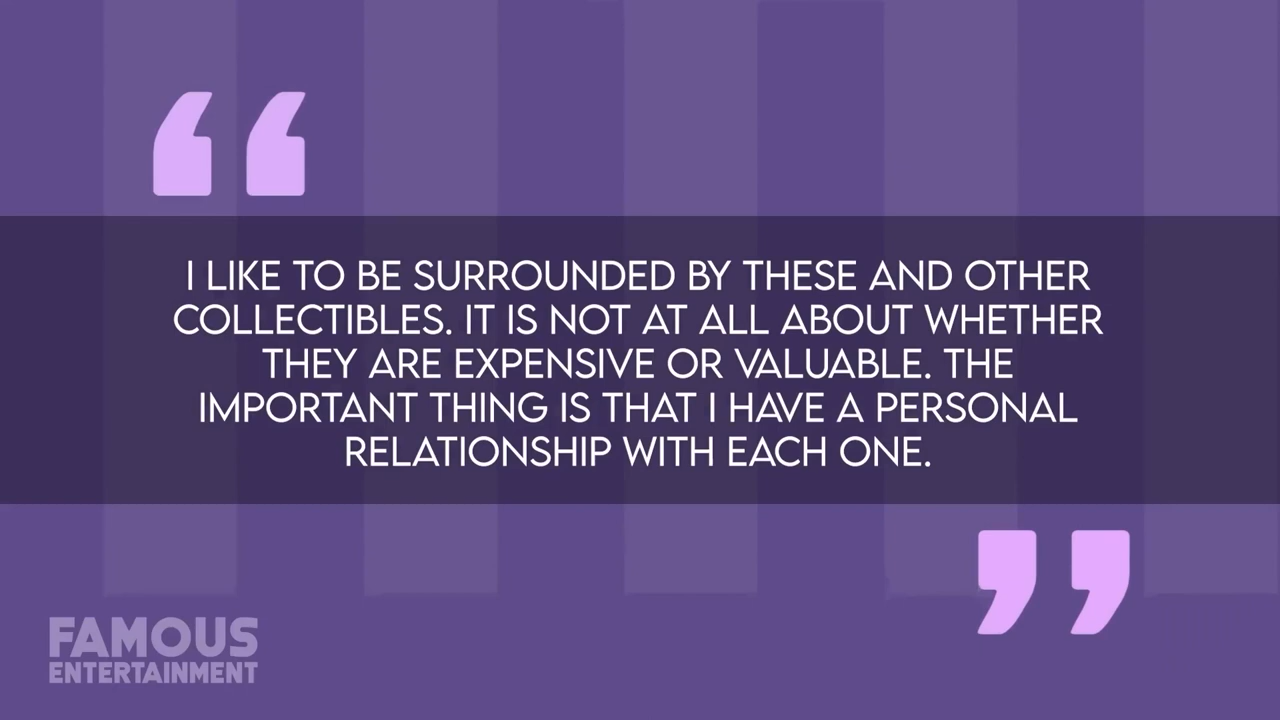 I LIKE TO BE SURROUNDED BY THESE AND OTHER
COLLECTIBLES. IT IS NOT AT ALL ABOUT WHETHER
THEY ARE EXPENSIVE OR VALUABLE. THE
IMPORTANT THING IS THAT I HAVE A PERSONAL
RELATIONSHIP WITH EACH ONE.
FAMOUS
ENTERTAINMENT